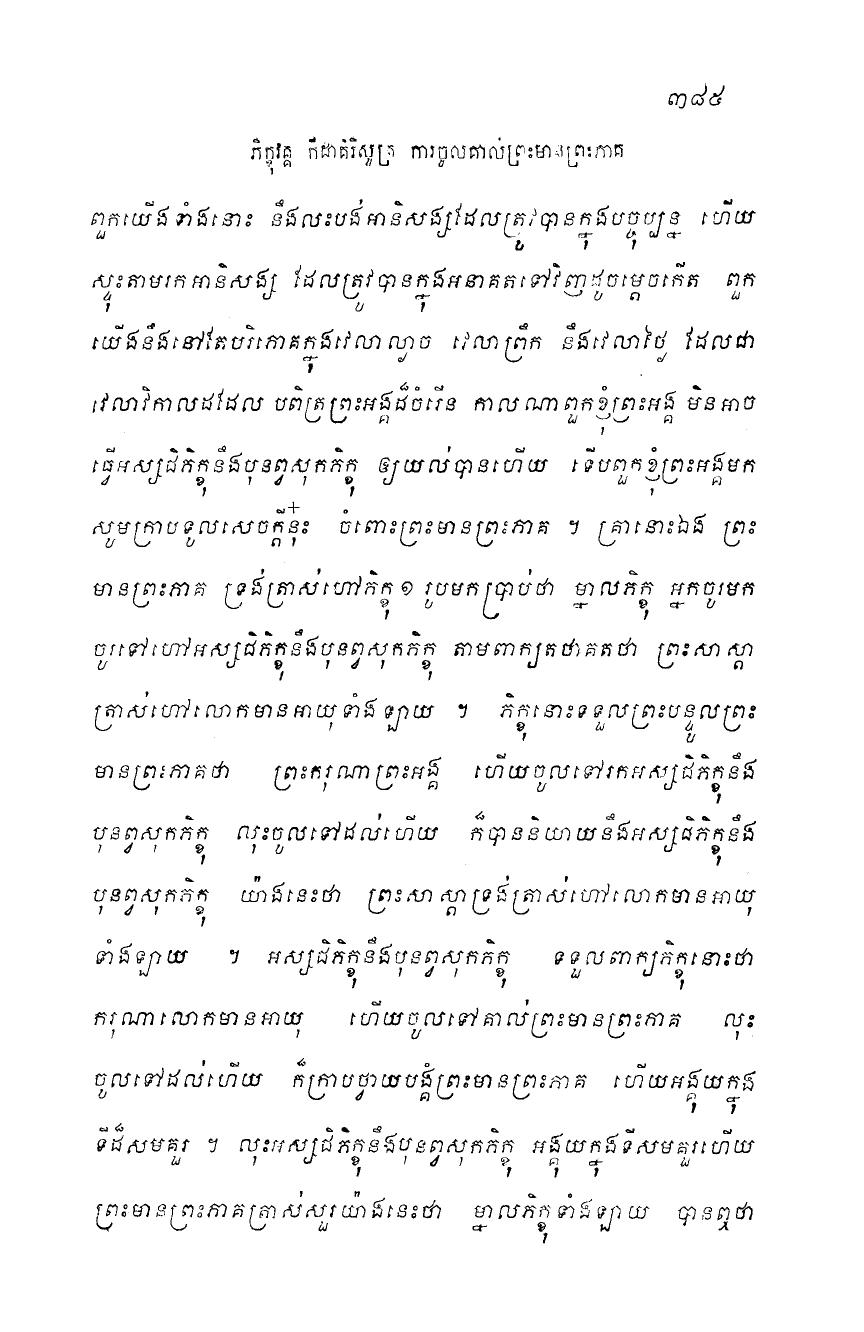 ៣៨៥
ភិក្ខុវគ្គ កីដាគិរិសូត្រ ការចូលគាល់ព្រះមានព្រះភាគ
ពួកយើងទាំងនោះ នឹងលះបង់អានិសង្សដែលត្រូវបានក្នុងបច្ចុប្បន្ន ហើយ
ស្ទុះតាមរកអានិសង្ស ដែលត្រូវបានក្នុងអនាគតទៅវិញដូចម្តេចកើត ពួក
យើងនឹងនៅតែបរិភោគក្នុងវេលាល្ងាច វេលាព្រឹក នឹងវេលាថ្ងៃ ដែលជា
វេលាវិកាលដដែល បពិត្រព្រះអង្គដ៏ចំរើន កាលណាពួកខ្ញុំព្រះអង្គ មិនអាច
ធ្វើអស្សជិភិក្ខុនឹងបុនព្វសុកភិក្ខុ ឲ្យយល់បានហើយ ទើបពួកខ្ញុំព្រះអង្គមក
សូមក្រាបទូលសេចក្តីនុ៎ះ ចំពោះព្រះមានព្រះភាគ ។ គ្រានោះឯង ព្រះ
មានព្រះភាគ ទ្រង់ត្រាស់ហៅភិក្ខុ ១ រូបមកប្រាប់ថា ម្នាលភិក្ខុ អ្នកចូរមក
ចូរទៅហៅអស្សជិភិក្ខុនឹងបុនព្វសុកភិក្ខុ តាមពាក្យតថាគតថា ព្រះសាស្តា
ត្រាស់ហៅលោកមានអាយុទាំងឡាយ ។ ភិក្ខុនោះទទួលព្រះបន្ទូលព្រះ
មានព្រះភាគថា ព្រះករុណាព្រះអង្គ ហើយចូលទៅរកអស្សជិភិក្ខុនឹង
បុនព្វសុកភិក្ខុ លុះចូលទៅដល់ហើយ ក៏បាននិយាយនឹងអស្សជិភិក្ខុនឹង
បុនព្វសុកភិក្ខុ យ៉ាងនេះថា ព្រះសាស្តាទ្រង់ត្រាស់ហៅលោកមានអាយុ
ទាំងឡាយ ។ អស្សជិភិក្ខុនឹងបុនព្វសុកភិក្ខុ ទទួលពាក្យភិក្ខុនោះថា
ករុណាលោកមានអាយុ ហើយចូលទៅគាល់ព្រះមានព្រះភាគ លុះ
ចូលទៅដល់ហើយ ក៏ក្រាបថ្វាយបង្គំព្រះមានព្រះភាគ ហើយអង្គុយក្នុង
ទីដ៏សមគួរ ។ លុះអស្សជិភិក្ខុនឹងបុនព្វសុកភិក្ខុ អង្គុយក្នុងទីសមគួរហើយ
ព្រះមានព្រះភាគត្រាស់សួរយ៉ាងនេះថា ម្នាលភិក្ខុទាំងឡាយ បានឮថា